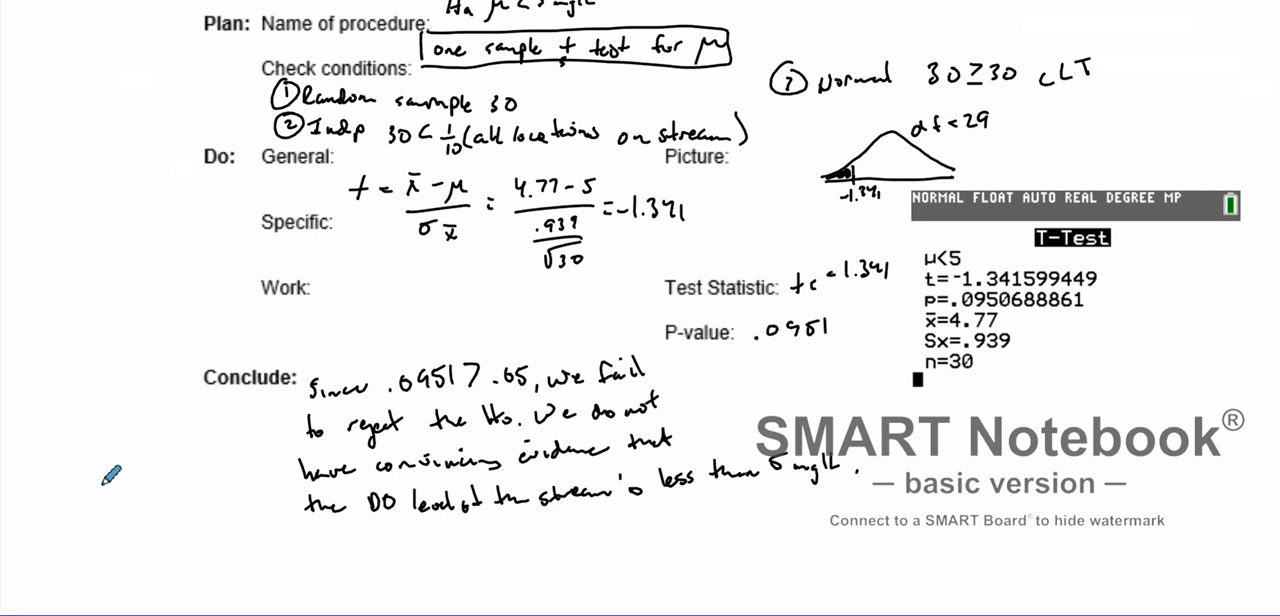 Ha μ < 5 mg/L
Plan: Name of procedure:
one sample t test for μ
Check conditions:
① Random sample 30
② Indp 30 < 1/10 (all locations on stream)
③ Normal 30 ≥ 30 CLT
df = 29
-1.341
Do: General:
t = x̄ - μ / σx̄ = 4.77 - 5 / .939 / √30 = -1.341
Specific:
Work:
Picture:
Test Statistic: t = -1.341
P-value: .0951
NORMAL FLOAT AUTO REAL DEGREE MP
T-Test
μ<5
t=-1.341599449
p=.0950688861
x̄=4.77
Sx=.939
n=30
Conclude: Since .0951 > .05, we fail
to reject the Ho. We do not
have convincing evidence that
the DO level of the stream is less than 5 mg/L.
SMART Notebook®
— basic version —
Connect to a SMART Board® to hide watermark